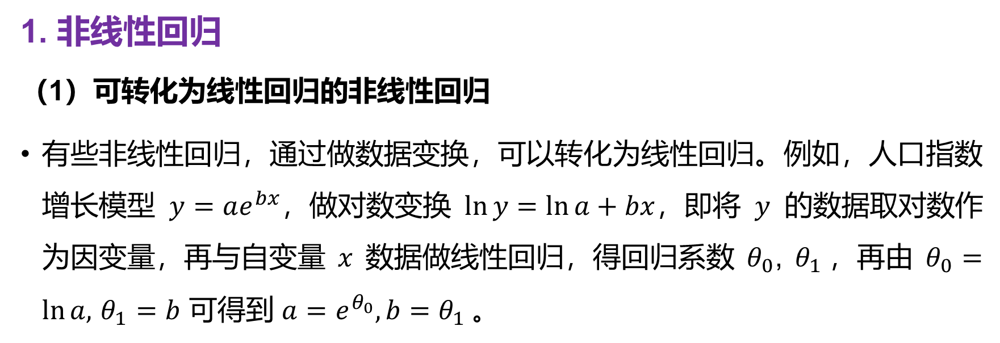 1. 非线性回归
（1）可转化为线性回归的非线性回归
• 有些非线性回归，通过做数据变换，可以转化为线性回归。例如，人口指数
增长模型 $y = ae^{bx}$，做对数变换 $\ln y = \ln a + bx$，即将 $y$ 的数据取对数作
为因变量，再与自变量 $x$ 数据做线性回归，得回归系数 $\theta_0, \theta_1$，再由 $\theta_0 =$
$\ln a, \theta_1 = b$ 可得到 $a = e^{\theta_0}, b = \theta_1$。